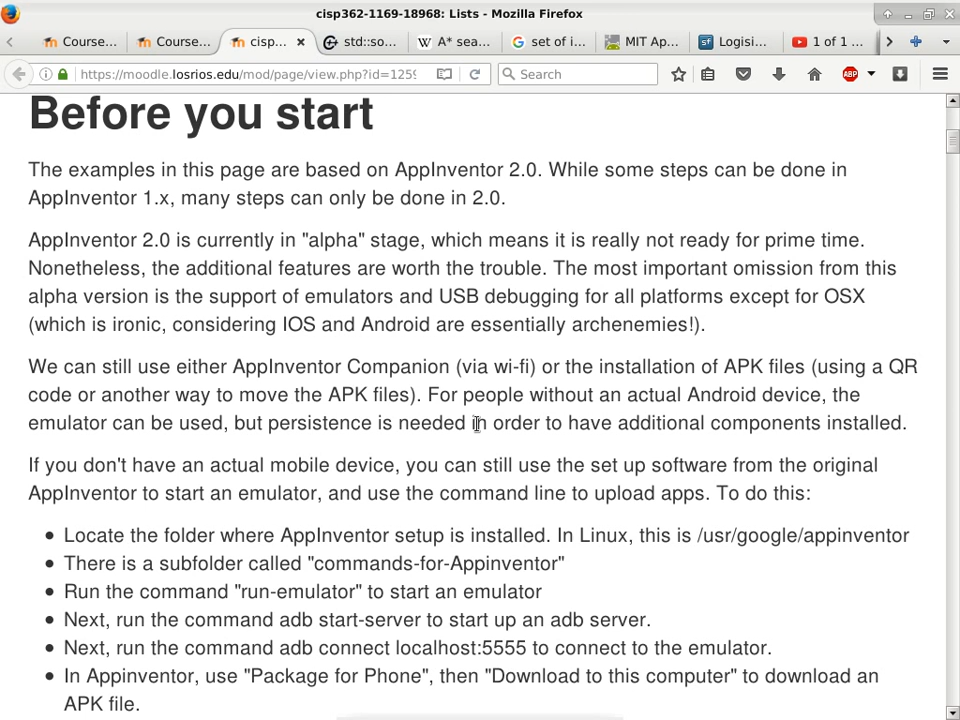 cisp362-1169-18968: Lists - Mozilla Firefox
Course... Course... cisp... std::so... A* sea... set of i... MIT Ap... Logisi... 1 of 1 ...
https://moodle.losrios.edu/mod/page/view.php?id=1259 Search ABP
Before you start
The examples in this page are based on AppInventor 2.0. While some steps can be done in
AppInventor 1.x, many steps can only be done in 2.0.
AppInventor 2.0 is currently in "alpha" stage, which means it is really not ready for prime time.
Nonetheless, the additional features are worth the trouble. The most important omission from this
alpha version is the support of emulators and USB debugging for all platforms except for OSX
(which is ironic, considering IOS and Android are essentially archenemies!).
We can still use either AppInventor Companion (via wi-fi) or the installation of APK files (using a QR
code or another way to move the APK files). For people without an actual Android device, the
emulator can be used, but persistence is needed in order to have additional components installed.
If you don't have an actual mobile device, you can still use the set up software from the original
AppInventor to start an emulator, and use the command line to upload apps. To do this:
• Locate the folder where AppInventor setup is installed. In Linux, this is /usr/google/appinventor
• There is a subfolder called "commands-for-Appinventor"
• Run the command "run-emulator" to start an emulator
• Next, run the command adb start-server to start up an adb server.
• Next, run the command adb connect localhost:5555 to connect to the emulator.
• In Appinventor, use "Package for Phone", then "Download to this computer" to download an
APK file.